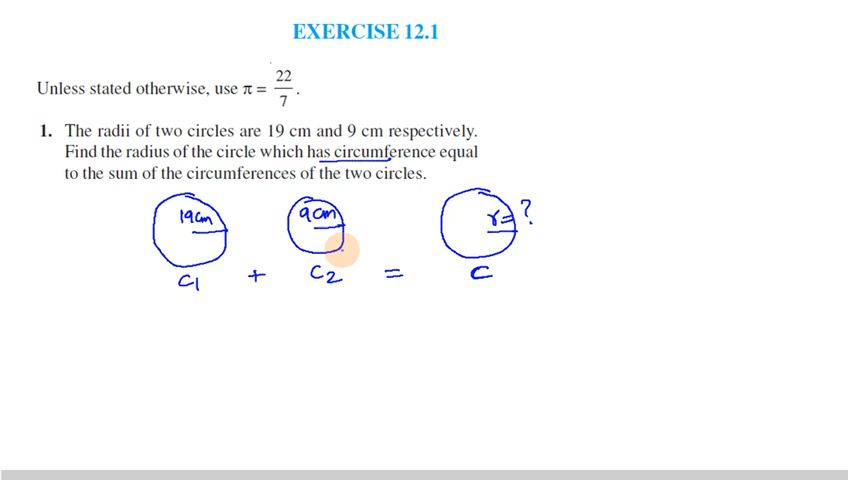 EXERCISE 12.1
Unless stated otherwise, use π = 22/7.
1. The radii of two circles are 19 cm and 9 cm respectively.
Find the radius of the circle which has circumference equal
to the sum of the circumferences of the two circles.
19cm 9cm r= ?
C1 + C2 = C